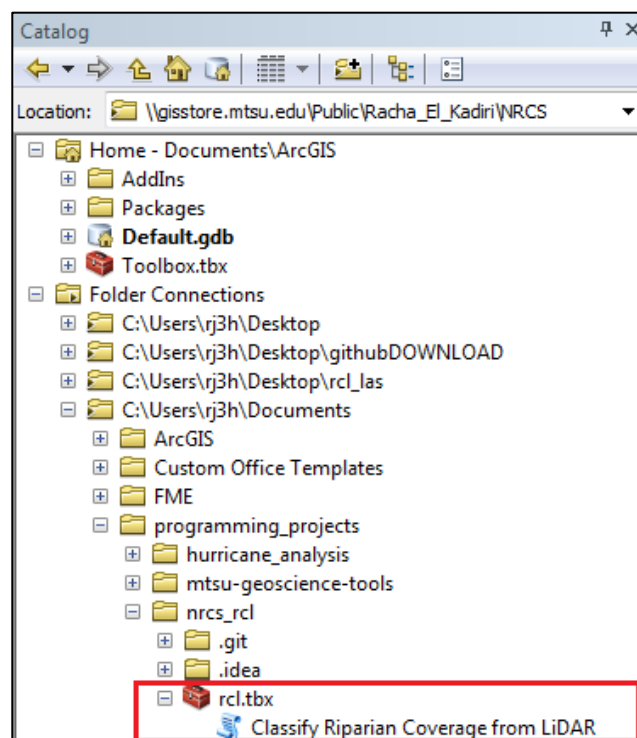 Catalog
Location: \\gisstore.mtsu.edu\Public\Racha_El_Kadiri\NRCS
Home - Documents\ArcGIS
AddIns
Packages
Default.gdb
Toolbox.tbx
Folder Connections
C:\Users\rj3h\Desktop
C:\Users\rj3h\Desktop\githubDOWNLOAD
C:\Users\rj3h\Desktop\rcl_las
C:\Users\rj3h\Documents
ArcGIS
Custom Office Templates
FME
programming_projects
hurricane_analysis
mtsu-geoscience-tools
nrcs_rcl
.git
.idea
rcl.tbx
Classify Riparian Coverage from LiDAR